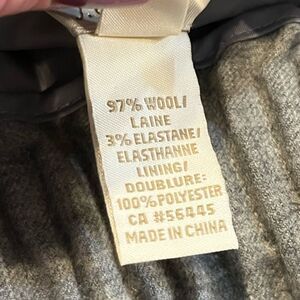 97% WOOL/
LAINE
3% ELASTANE/
ELASTHANNE
LINING/
DOUBLURE:
100% POLYESTER
CA #56445
MADE IN CHINA